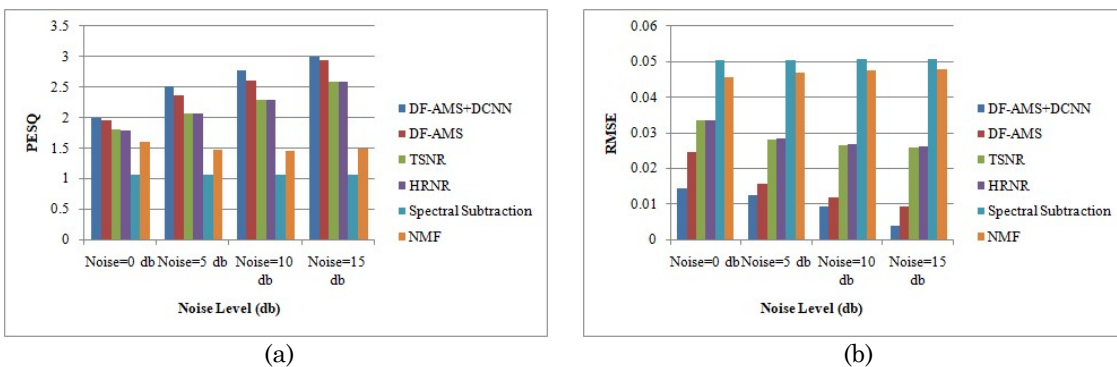 3.5
3
2.5
2
1.5
1
0.5
0
PESQ
Noise=0 db Noise=5 db Noise=10 db Noise=15 db
Noise Level (db)
DF-AMS+DCNN
DF-AMS
TSNR
HRNR
Spectral Subtraction
NMF
(a)
0.06
0.05
0.04
0.03
0.02
0.01
0
RMSE
Noise=0 db Noise=5 db Noise=10 db Noise=15 db
Noise Level (db)
DF-AMS+DCNN
DF-AMS
TSNR
HRNR
Spectral Subtraction
NMF
(b)